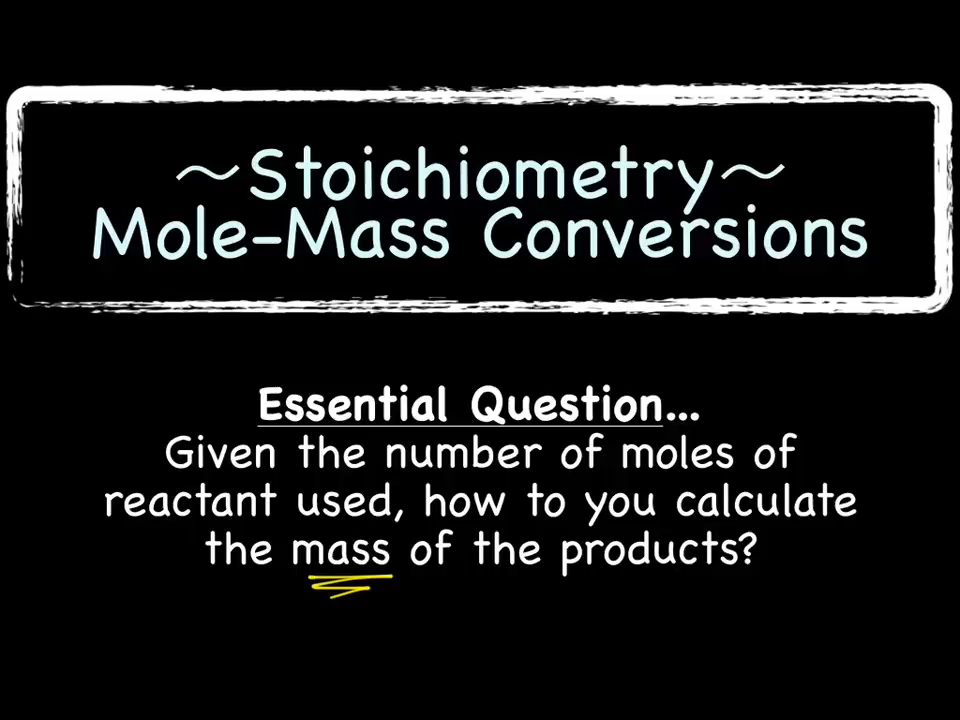 ~Stoichiometry~
Mole-Mass Conversions
Essential Question...
Given the number of moles of
reactant used, how to you calculate
the mass of the products?